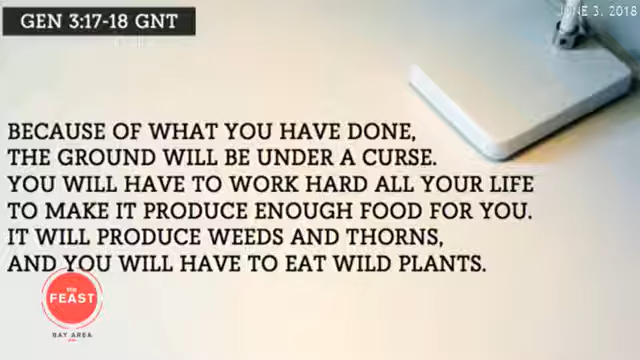 GEN 3:17-18 GNT
JUNE 3, 2018
BECAUSE OF WHAT YOU HAVE DONE,
THE GROUND WILL BE UNDER A CURSE.
YOU WILL HAVE TO WORK HARD ALL YOUR LIFE
TO MAKE IT PRODUCE ENOUGH FOOD FOR YOU.
IT WILL PRODUCE WEEDS AND THORNS,
AND YOU WILL HAVE TO EAT WILD PLANTS.
THE
FEAST
BAY AREA